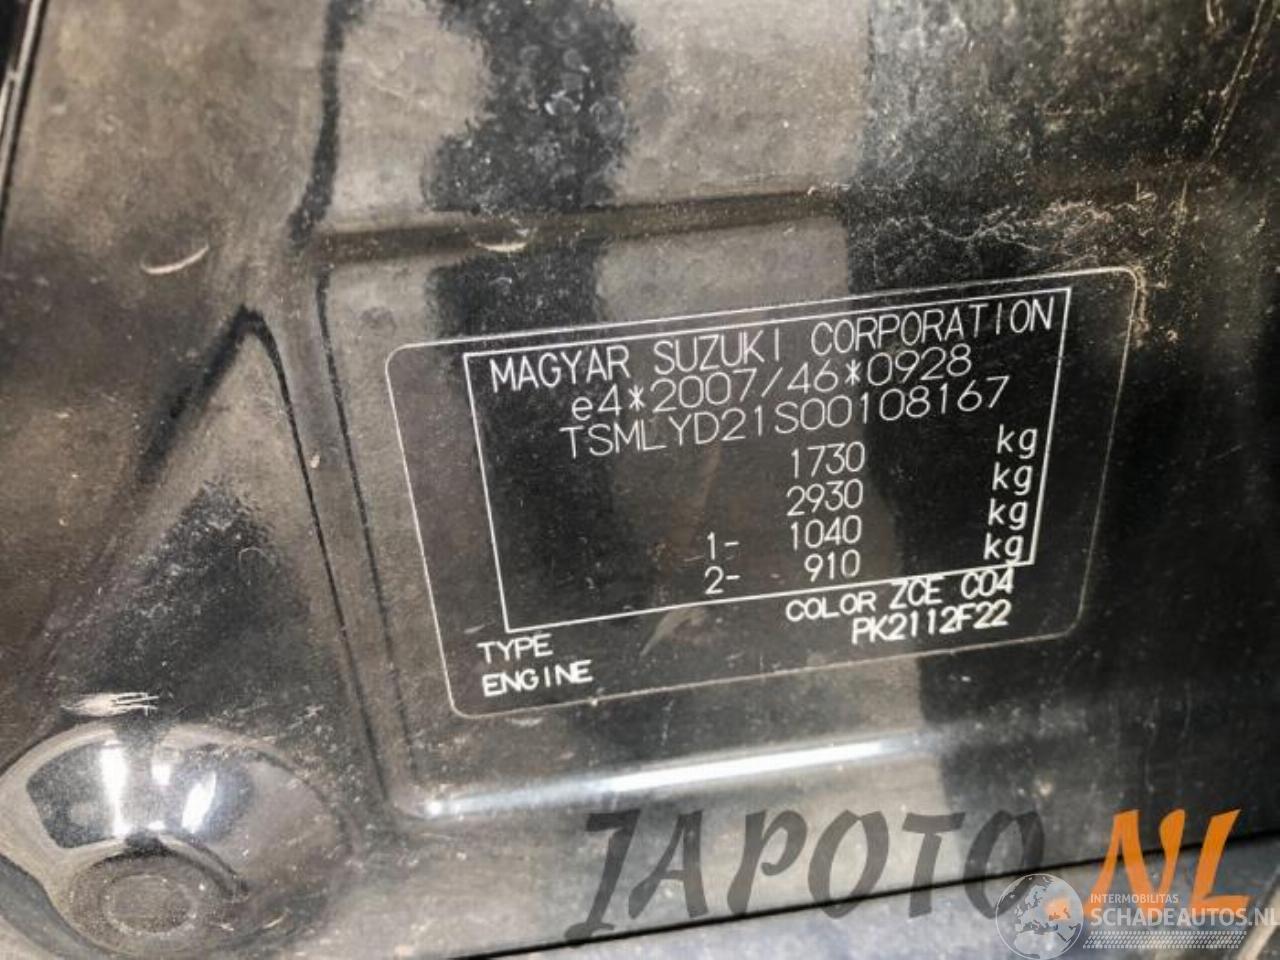 MAGYAR SUZUKI CORPORATION
e4*2007/46*0928
TSMLYD21S00108167
1730 kg
2930 kg
1- 1040 kg
2- 910 kg
TYPE COLOR ZCE C04
ENGINE PK2112F22
JAPOTO.NL
INTERMOBILITAS
SCHADEAUTOS.NL